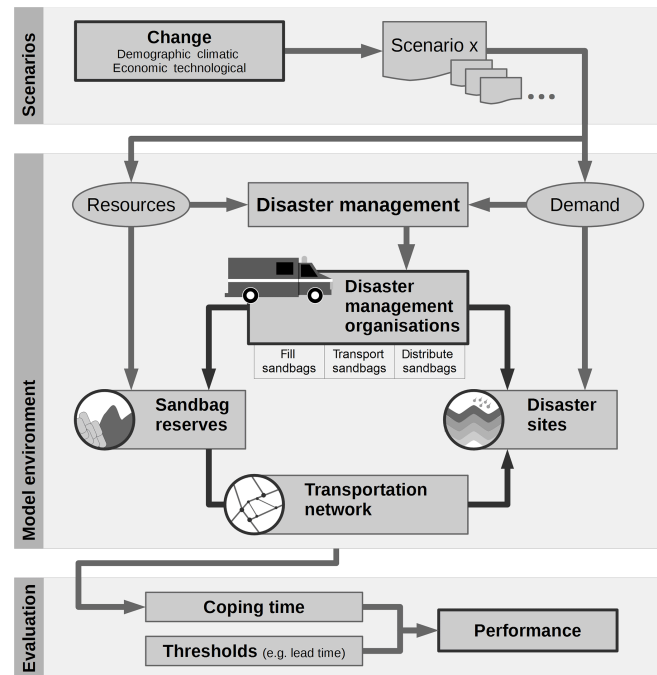 Scenarios
Change
Demographic climatic
Economic technological
Scenario x
Model environment
Resources
Disaster management
Demand
Disaster
management
organisations
Fill
sandbags
Transport
sandbags
Distribute
sandbags
Sandbag
reserves
Disaster
sites
Transportation
network
Evaluation
Coping time
Thresholds (e.g. lead time)
Performance